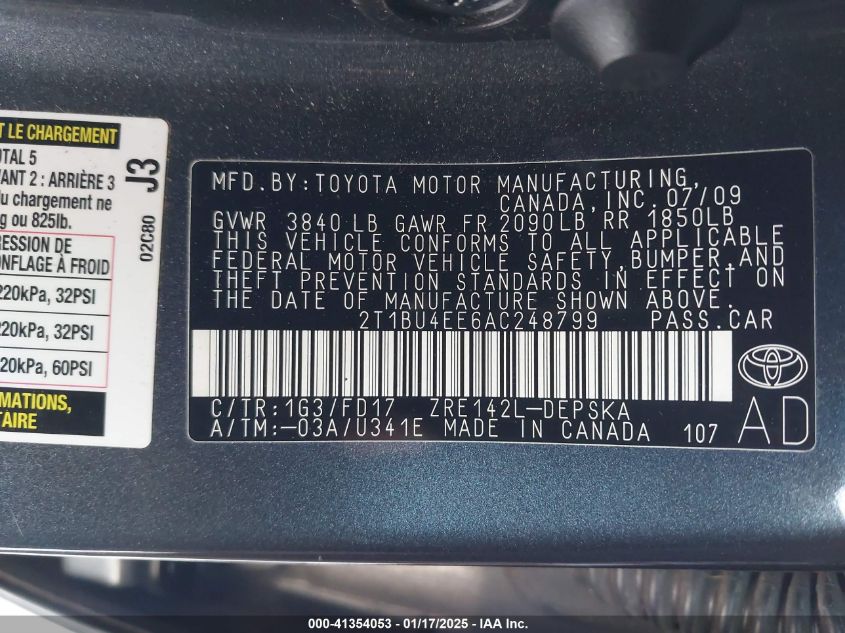 T LE CHARGEMENT
OTAL 5
VANT 2 : ARRIÈRE 3
du chargement ne
g ou 825lb.
RESSION DE
ONFLAGE À FROID
220kPa, 32PSI
220kPa, 32PSI
20kPa, 60PSI
RMATIONS,
TAIRE
J3
02C80
MFD.BY:TOYOTA MOTOR MANUFACTURING,
CANADA,INC.07/09
GVWR 3840 LB GAWR FR 2090LB RR 1850LB
THIS VEHICLE CONFORMS TO ALL APPLICABLE
FEDERAL MOTOR VEHICLE SAFETY,BUMPER,AND
THEFT PREVENTION STANDARDS IN EFFECT ON
THE DATE OF MANUFACTURE SHOWN ABOVE.
2T1BU4EE6AC248799 PASS.CAR
C/TR:1G3/FD17 ZRE142L-DEPSKA
A/TM:-03A/U341E MADE IN CANADA 107
AD
000-41354053 - 01/17/2025 - IAA Inc.